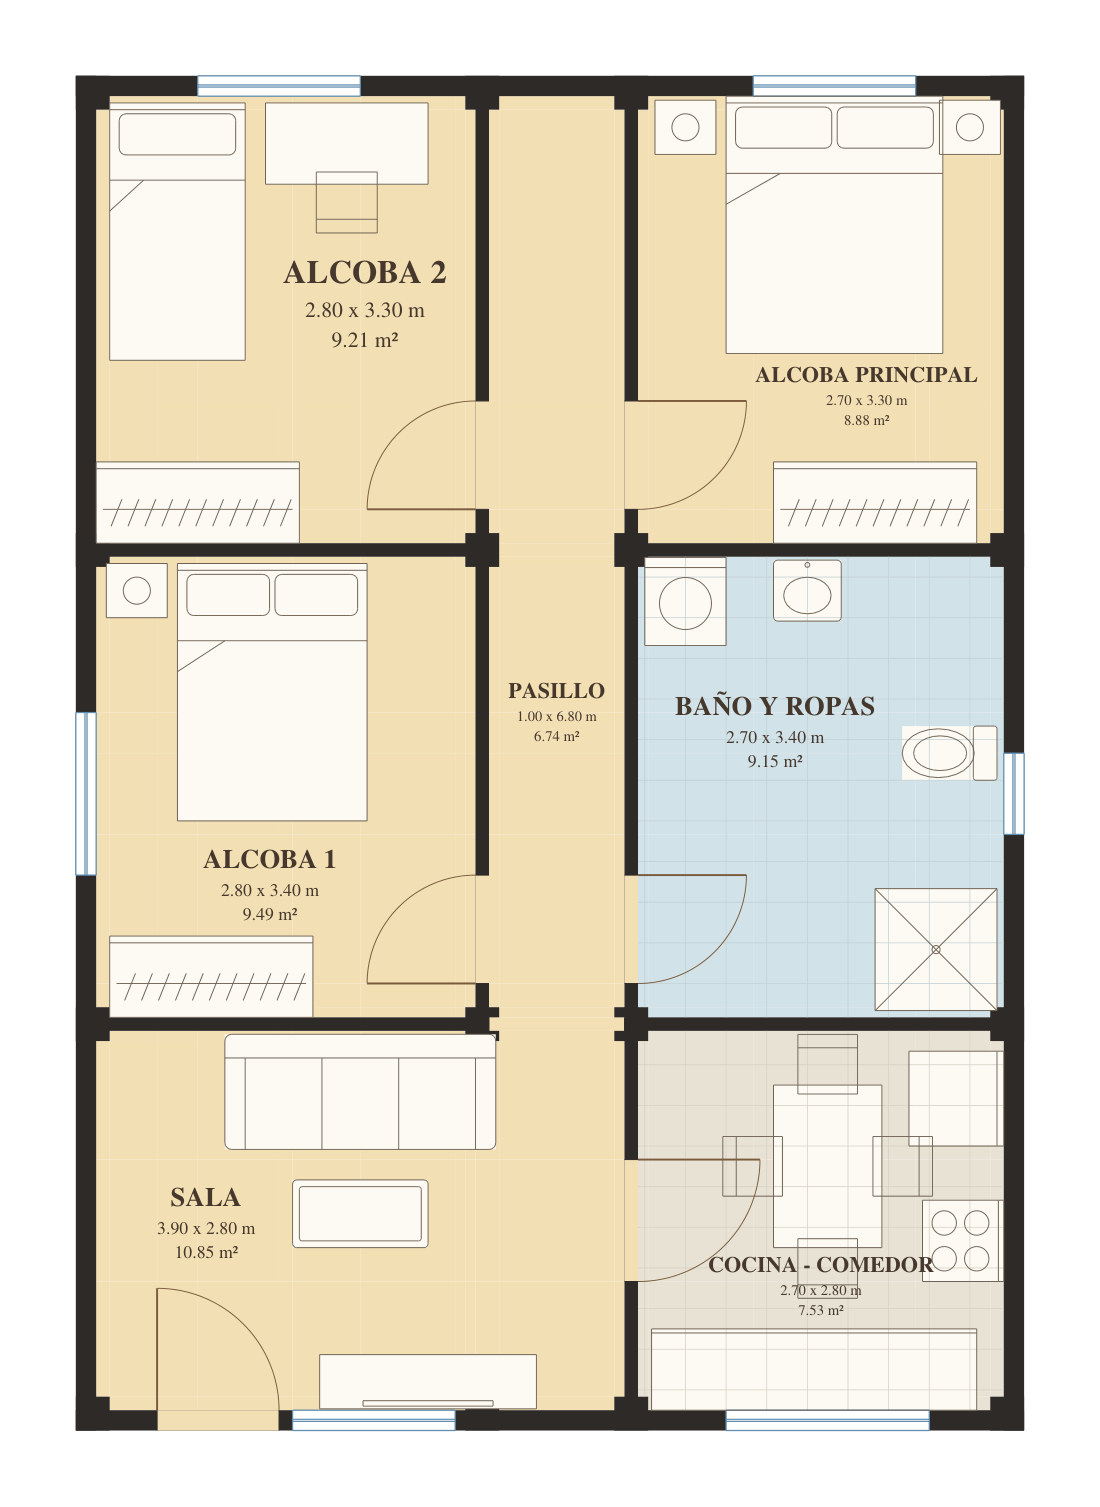 ALCOBA 2
2.80 x 3.30 m
9.21 m²
ALCOBA PRINCIPAL
2.70 x 3.30 m
8.88 m²
PASILLO
1.00 x 6.80 m
6.74 m²
BAÑO Y ROPAS
2.70 x 3.40 m
9.15 m²
ALCOBA 1
2.80 x 3.40 m
9.49 m²
SALA
3.90 x 2.80 m
10.85 m²
COCINA - COMEDOR
2.70 x 2.80 m
7.53 m²